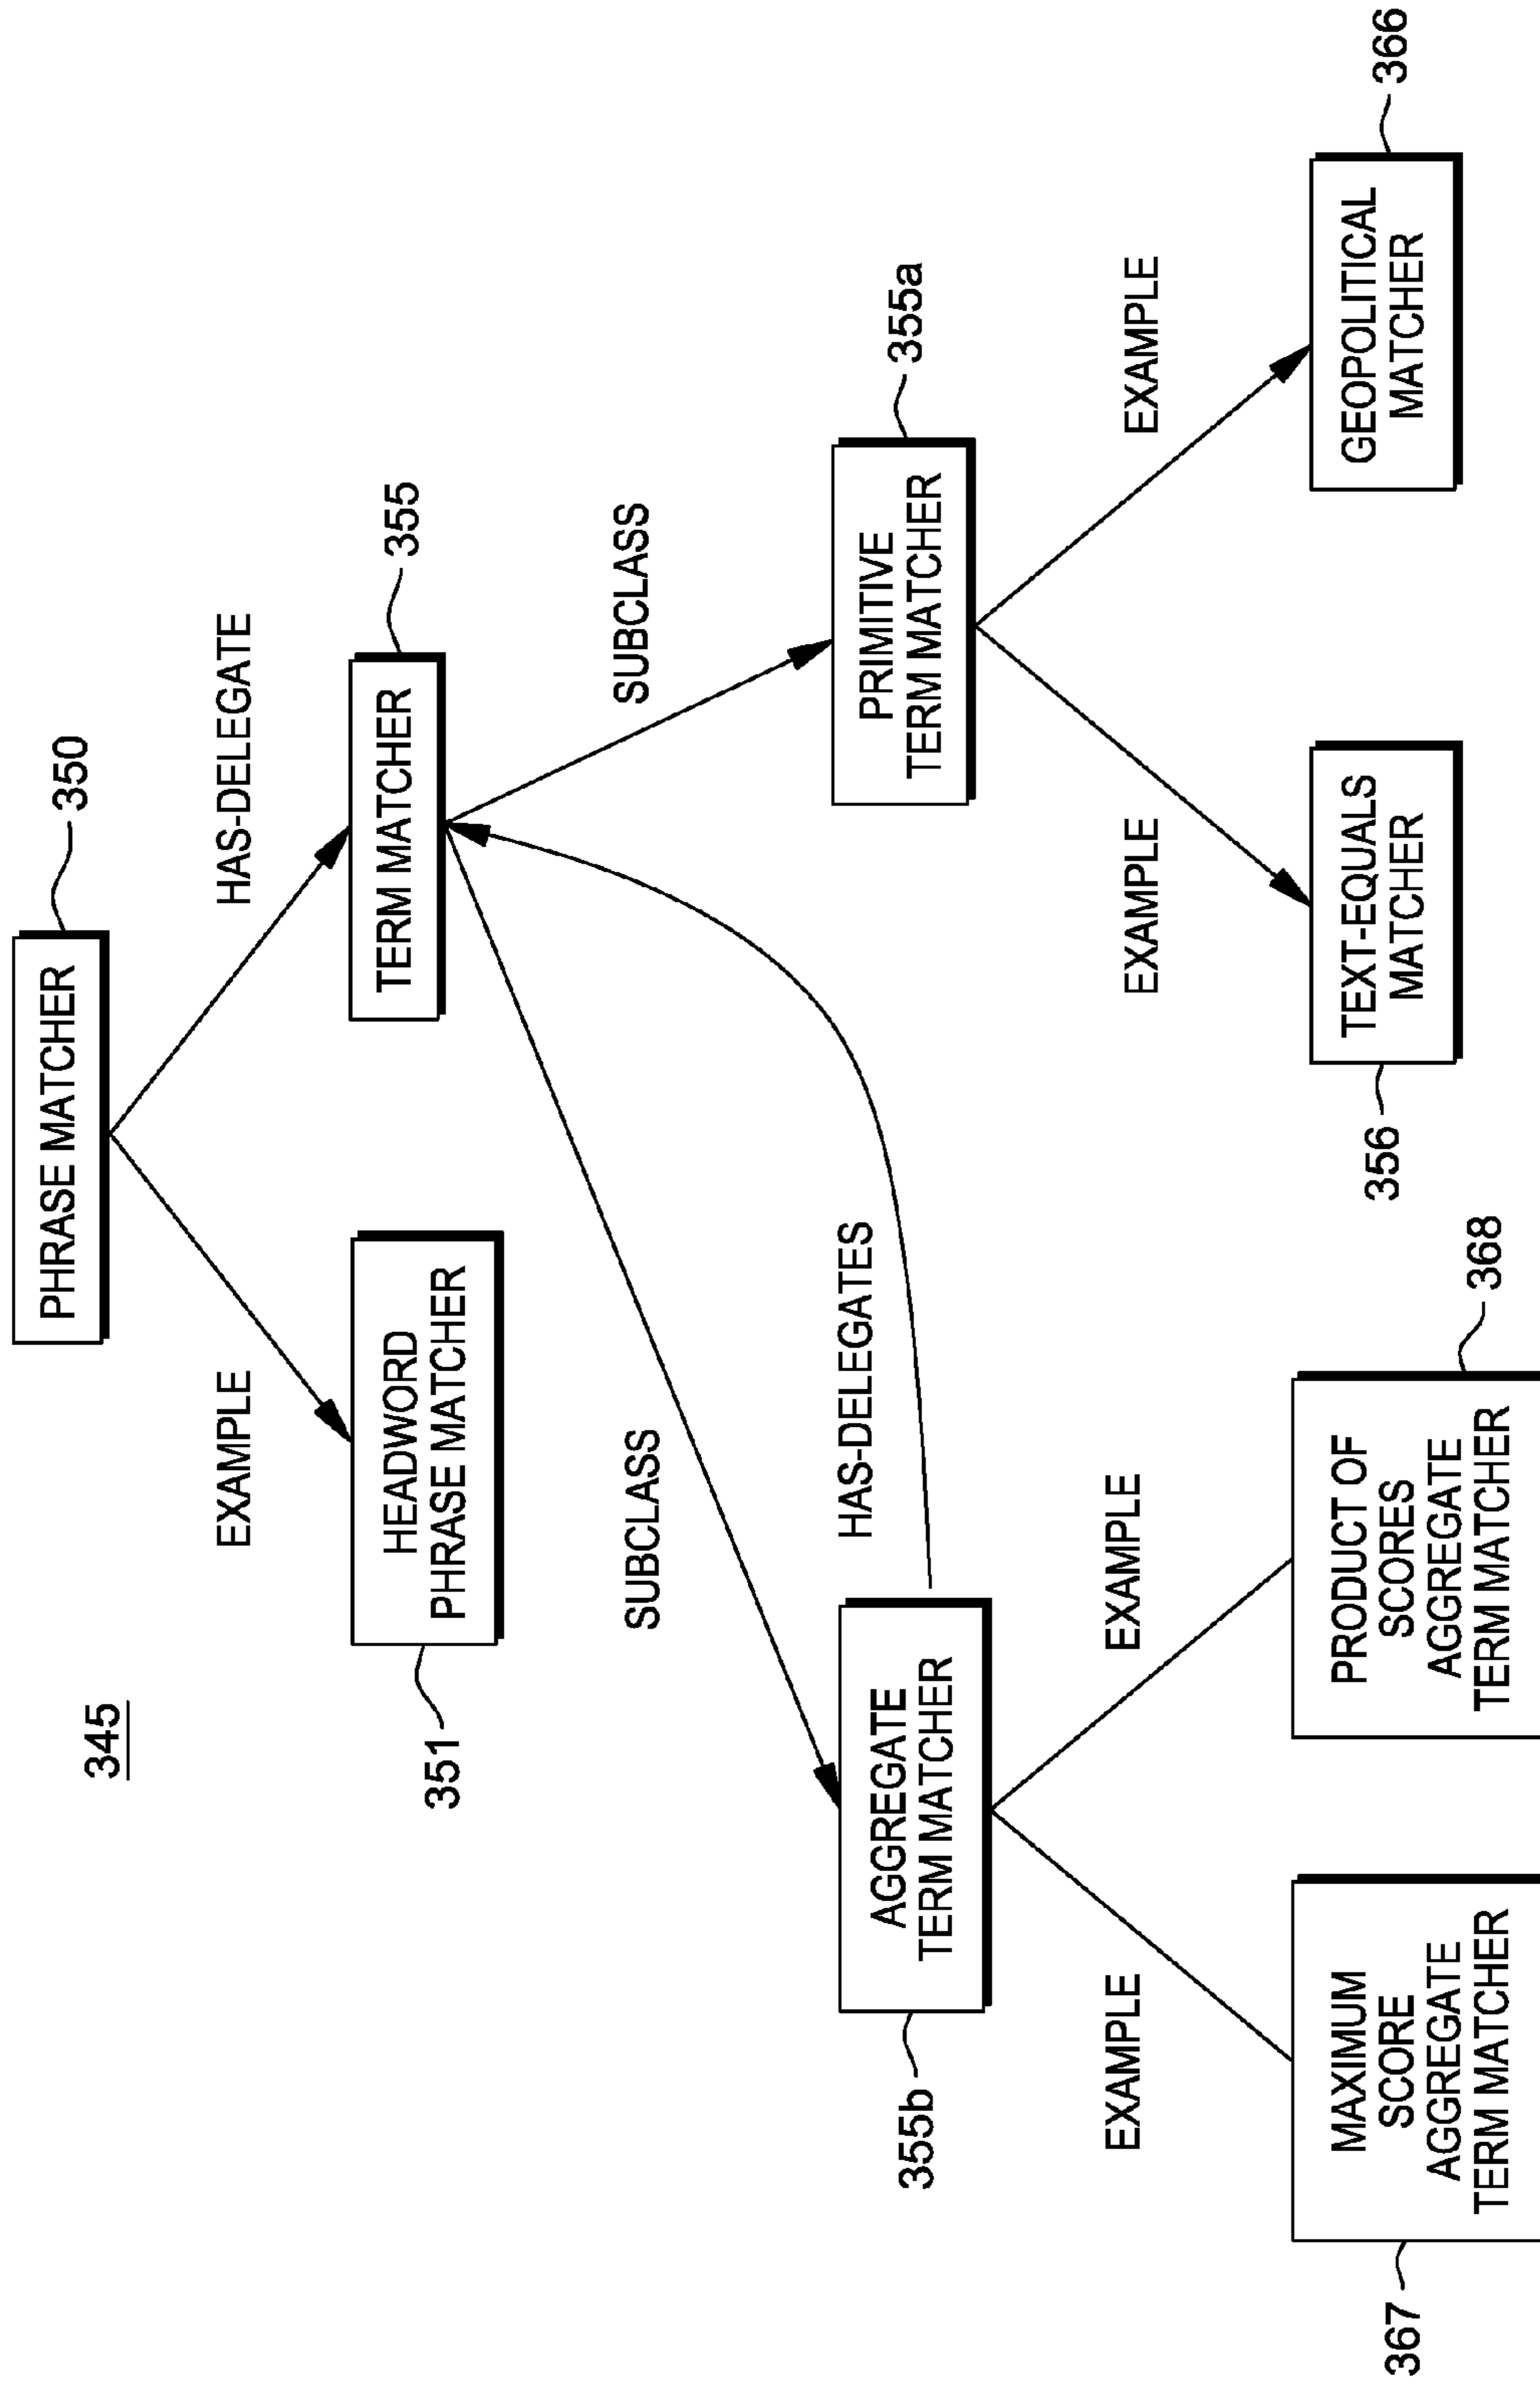 345
PHRASE MATCHER
350
EXAMPLE
HAS-DELEGATE
351
HEADWORD
PHRASE MATCHER
TERM MATCHER
355
SUBCLASS
SUBCLASS
HAS-DELEGATES
355b
AGGREGATE
TERM MATCHER
PRIMITIVE
TERM MATCHER
355a
EXAMPLE
EXAMPLE
EXAMPLE
EXAMPLE
367
MAXIMUM
SCORE
AGGREGATE
TERM MATCHER
PRODUCT OF
SCORES
AGGREGATE
TERM MATCHER
368
356
TEXT-EQUALS
MATCHER
GEOPOLITICAL
MATCHER
366